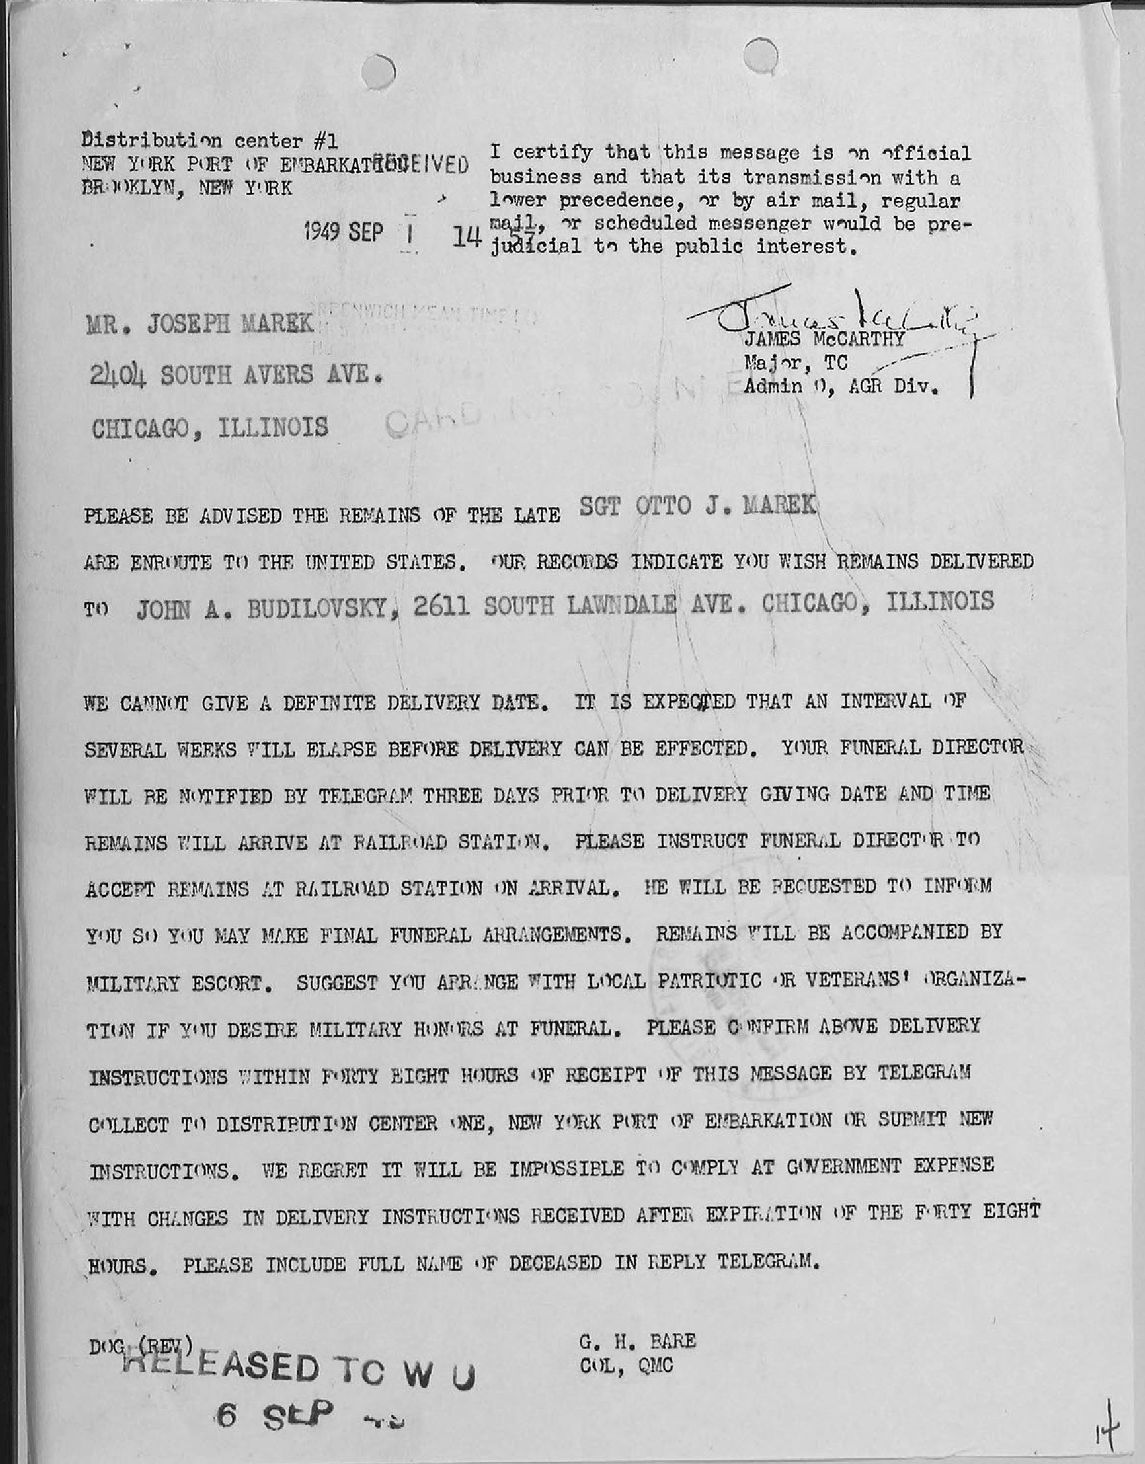 Distribution center #1
NEW YORK PORT OF EMBARKATION
RECEIVED
BROOKLYN, NEW YORK
1949 SEP 1 14 57
I certify that this message is on official
business and that its transmission with a
lower precedence, or by air mail, regular
mail, or scheduled messenger would be pre-
judicial to the public interest.
GREENWICH MEAN TIME
MR. JOSEPH MAREK
2404 SOUTH AVERS AVE.
CHICAGO, ILLINOIS
James McCarthy
JAMES McCARTHY
Major, TC
Admin O, AGR Div.
PLEASE BE ADVISED THE REMAINS OF THE LATE SGT OTTO J. MAREK
ARE ENROUTE TO THE UNITED STATES. OUR RECORDS INDICATE YOU WISH REMAINS DELIVERED
TO JOHN A. BUDILOVSKY, 2611 SOUTH LAWNDALE AVE. CHICAGO, ILLINOIS
WE CANNOT GIVE A DEFINITE DELIVERY DATE. IT IS EXPECTED THAT AN INTERVAL OF
SEVERAL WEEKS WILL ELAPSE BEFORE DELIVERY CAN BE EFFECTED. YOUR FUNERAL DIRECTOR
WILL BE NOTIFIED BY TELEGRAM THREE DAYS PRIOR TO DELIVERY GIVING DATE AND TIME
REMAINS WILL ARRIVE AT RAILROAD STATION. PLEASE INSTRUCT FUNERAL DIRECTOR TO
ACCEPT REMAINS AT RAILROAD STATION ON ARRIVAL. HE WILL BE REQUESTED TO INFORM
YOU SO YOU MAY MAKE FINAL FUNERAL ARRANGEMENTS. REMAINS WILL BE ACCOMPANIED BY
MILITARY ESCORT. SUGGEST YOU ARRANGE WITH LOCAL PATRIOTIC OR VETERANS' ORGANIZA-
TION IF YOU DESIRE MILITARY HONORS AT FUNERAL. PLEASE CONFIRM ABOVE DELIVERY
INSTRUCTIONS WITHIN FORTY EIGHT HOURS OF RECEIPT OF THIS MESSAGE BY TELEGRAM
COLLECT TO DISTRIBUTION CENTER ONE, NEW YORK PORT OF EMBARKATION OR SUBMIT NEW
INSTRUCTIONS. WE REGRET IT WILL BE IMPOSSIBLE TO COMPLY AT GOVERNMENT EXPENSE
WITH CHANGES IN DELIVERY INSTRUCTIONS RECEIVED AFTER EXPIRATION OF THE FORTY EIGHT
HOURS. PLEASE INCLUDE FULL NAME OF DECEASED IN REPLY TELEGRAM.
DOG (REV)
G. H. BARE
COL, QMC
RELEASED TO W U
6 SEP
14